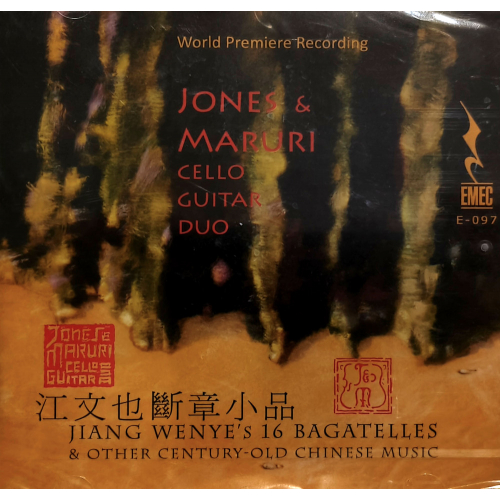 World Premiere Recording
JONES &
MARURI
CELLO
GUITAR
DUO
EMEC
E-097
JONES &
MARURI
CELLO
GUITAR
江文也斷章小品
JIANG WENYE's 16 BAGATELLES
& OTHER CENTURY-OLD CHINESE MUSIC